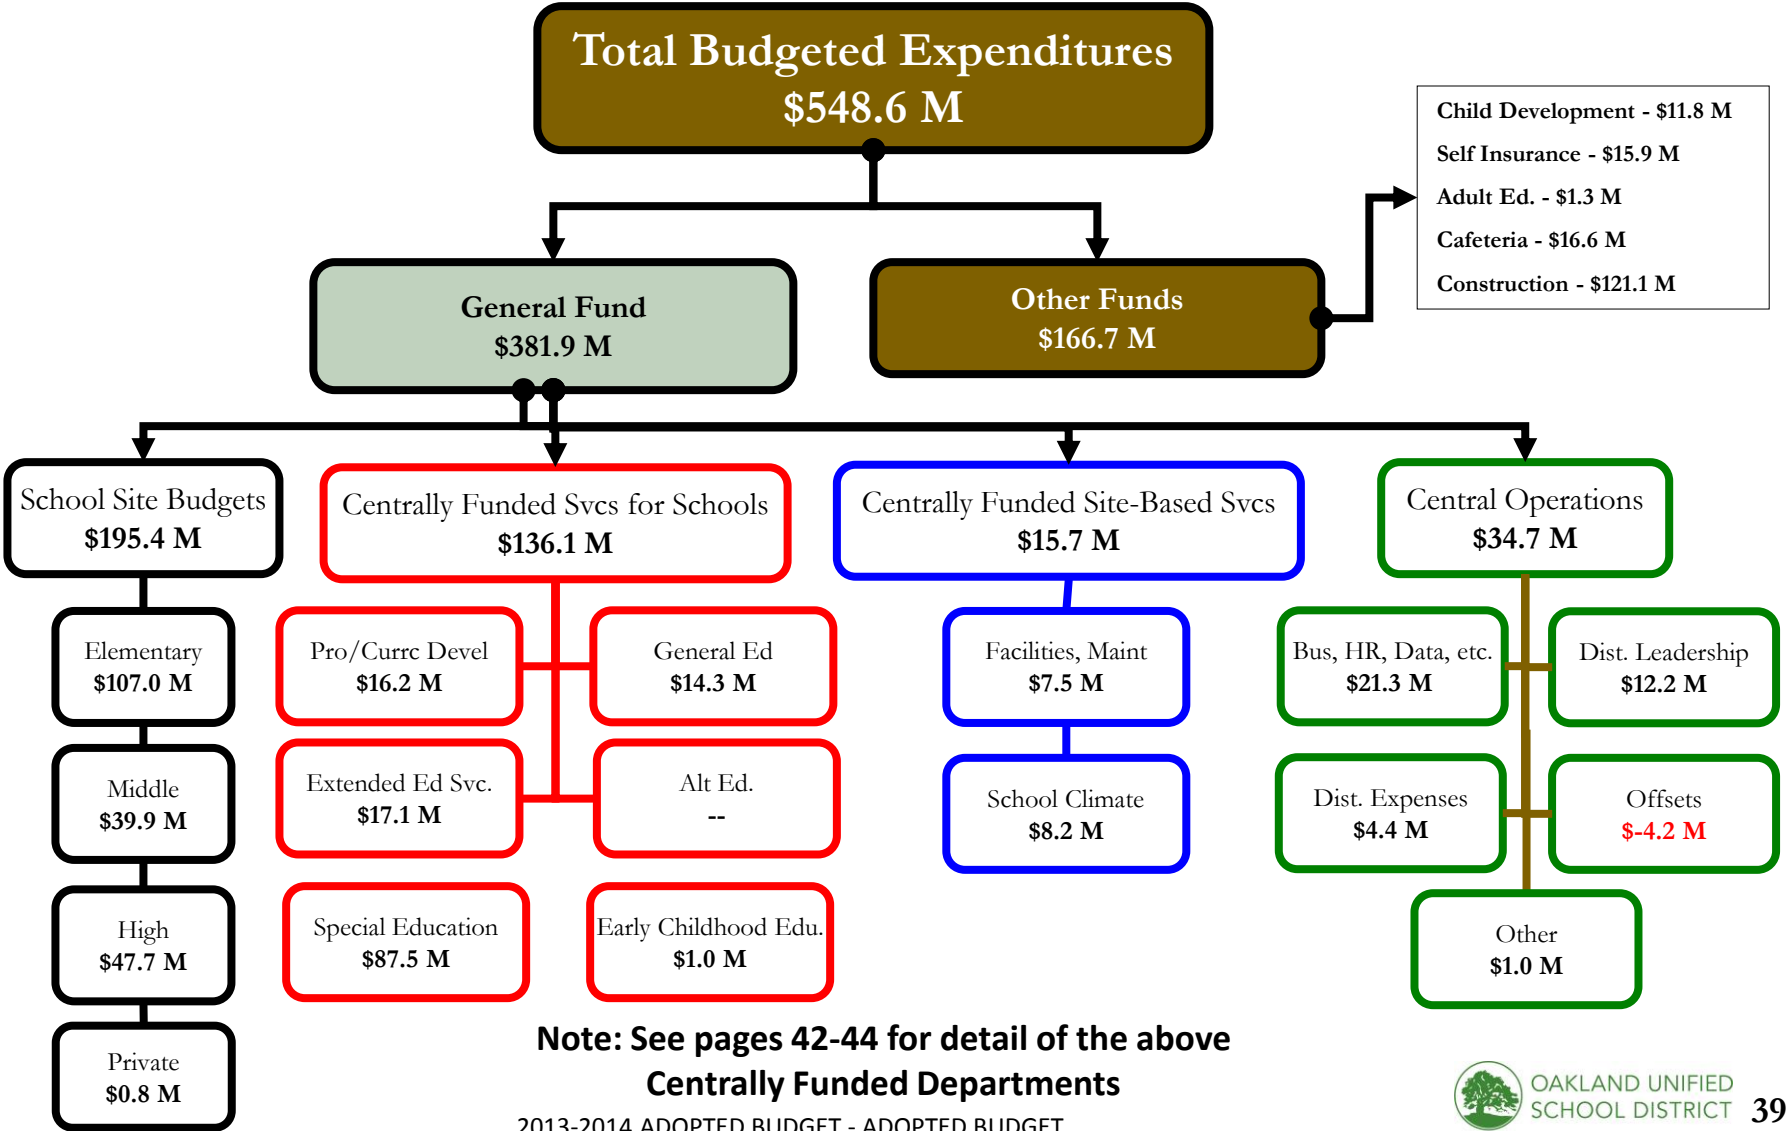 Total Budgeted Expenditures
$548.6 M
Child Development - $11.8 M
Self Insurance - $15.9 M
Adult Ed. - $1.3 M
Cafeteria - $16.6 M
Construction - $121.1 M
General Fund
$381.9 M
Other Funds
$166.7 M
School Site Budgets
$195.4 M
Centrally Funded Svcs for Schools
$136.1 M
Centrally Funded Site-Based Svcs
$15.7 M
Central Operations
$34.7 M
Elementary
$107.0 M
Pro/Currc Devel
$16.2 M
General Ed
$14.3 M
Facilities, Maint
$7.5 M
Bus, HR, Data, etc.
$21.3 M
Dist. Leadership
$12.2 M
Middle
$39.9 M
Extended Ed Svc.
$17.1 M
Alt Ed.
--
School Climate
$8.2 M
Dist. Expenses
$4.4 M
Offsets
$-4.2 M
High
$47.7 M
Special Education
$87.5 M
Early Childhood Edu.
$1.0 M
Other
$1.0 M
Private
$0.8 M
Note: See pages 42-44 for detail of the above
Centrally Funded Departments
2013-2014 ADOPTED BUDGET - ADOPTED BUDGET
OAKLAND UNIFIED
SCHOOL DISTRICT
39